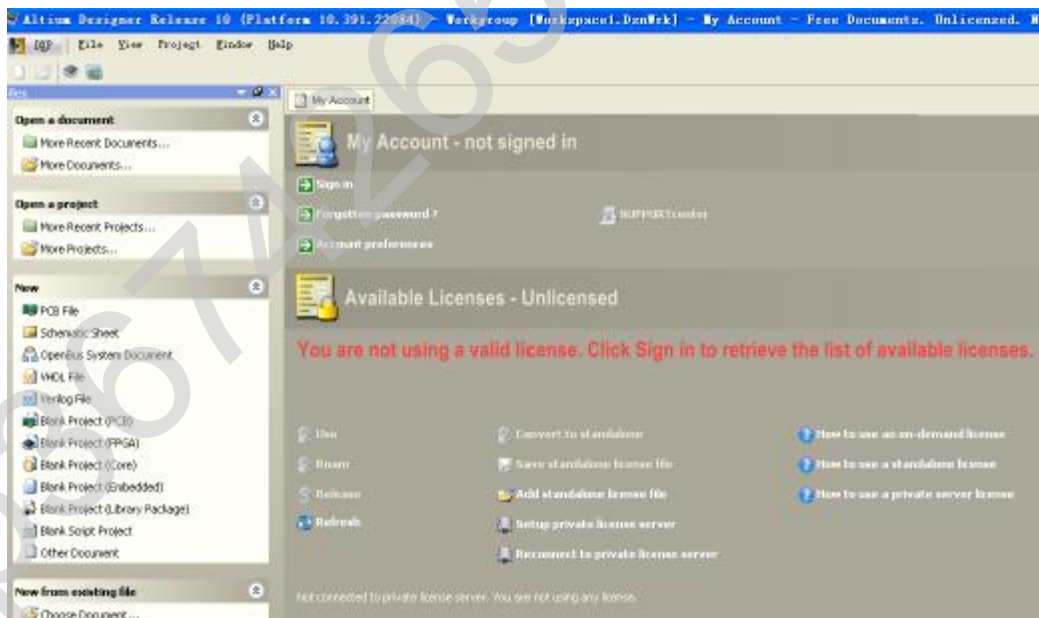 Altium Designer Release 10 (Platform 10.391.22084) - Workgroup [Workspace1.DsnWrk] - My Account - Free Documents. Unlicensed.
DXP File View Project Window Help
My Account
Open a document
More Recent Documents...
More Documents...
Open a project
More Recent Projects...
More Projects...
New
PCB File
Schematic Sheet
OpenBus System Document
VHDL File
Verilog File
Blank Project (PCB)
Blank Project (FPGA)
Blank Project (Core)
Blank Project (Embedded)
Blank Project (Library Package)
Blank Script Project
Other Document
New from existing file
Choose Document...
My Account - not signed in
Sign in
Forgotten password ?
SUPPORTcenter
Account preferences
Available Licenses - Unlicensed
You are not using a valid license. Click Sign in to retrieve the list of available licenses.
Use
Convert to standalone
How to use an on-demand license
Roam
Save standalone license file
How to use a standalone license
Release
Add standalone license file
How to use a private server license
Refresh
Setup private license server
Reconnect to private license server
Not connected to private license server. You are not using any license.